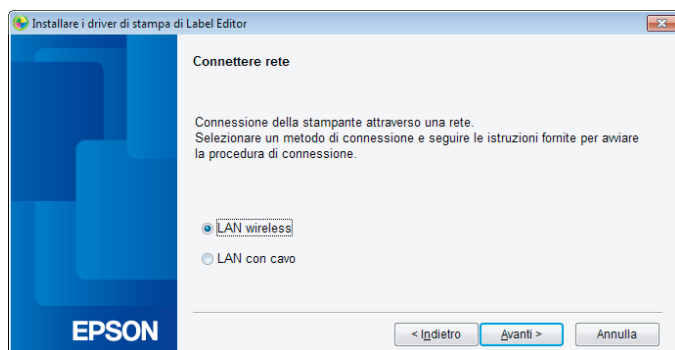 Installare i driver di stampa di Label Editor
Connettere rete
Connessione della stampante attraverso una rete.
Selezionare un metodo di connessione e seguire le istruzioni fornite per avviare
la procedura di connessione.
LAN wireless
LAN con cavo
EPSON
< Indietro
Avanti >
Annulla